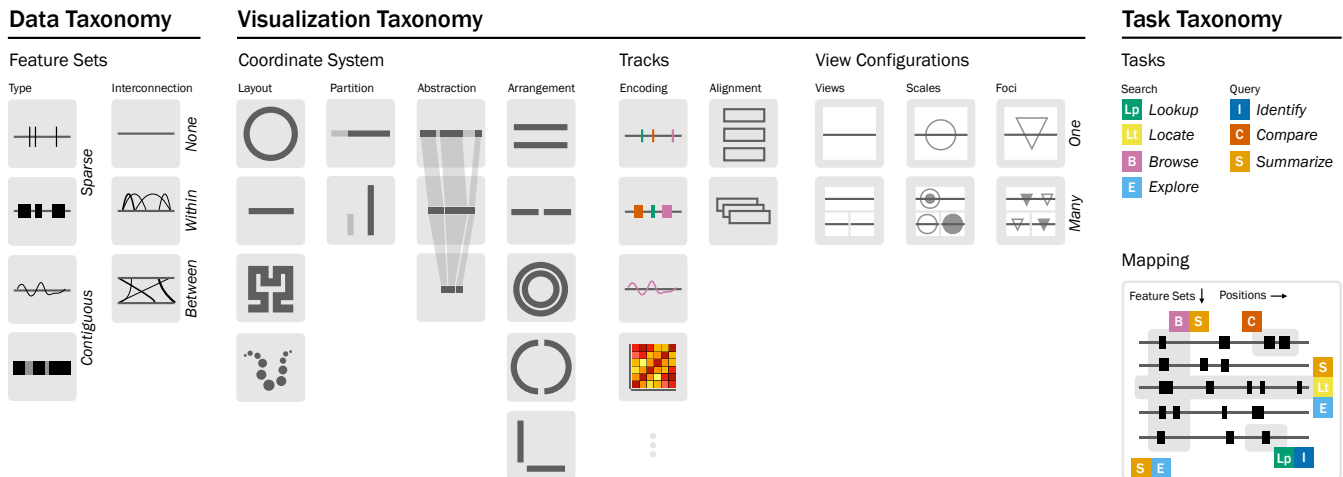 Data Taxonomy
Visualization Taxonomy
Task Taxonomy
Feature Sets
Coordinate System
Tracks
View Configurations
Tasks
Type
Interconnection
Layout
Partition
Abstraction
Arrangement
Encoding
Alignment
Views
Scales
Foci
Search
Query
Sparse
Contiguous
None
Within
Between
One
Many
Lp Lookup
I Identify
Lt Locate
C Compare
B Browse
S Summarize
E Explore
Mapping
Feature Sets ↓ Positions →
B S C
S
Lt
E
Lp I
S E